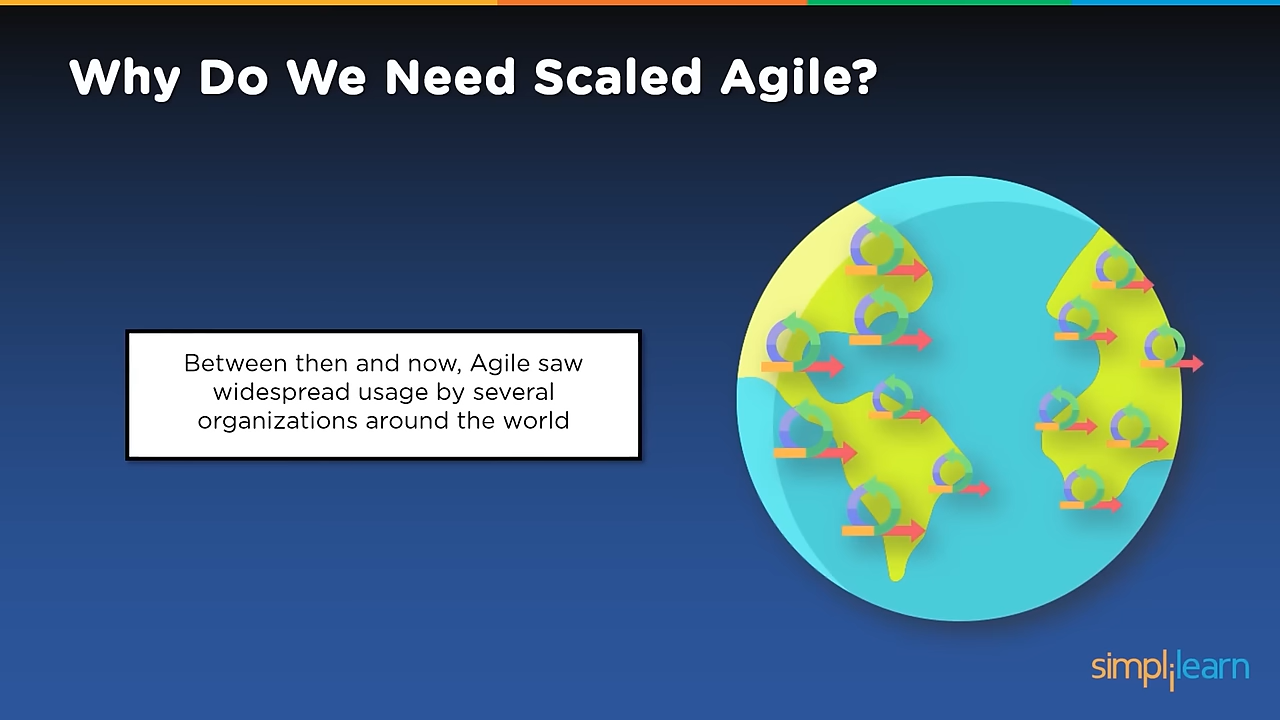 Why Do We Need Scaled Agile?
Between then and now, Agile saw
widespread usage by several
organizations around the world
simplilearn